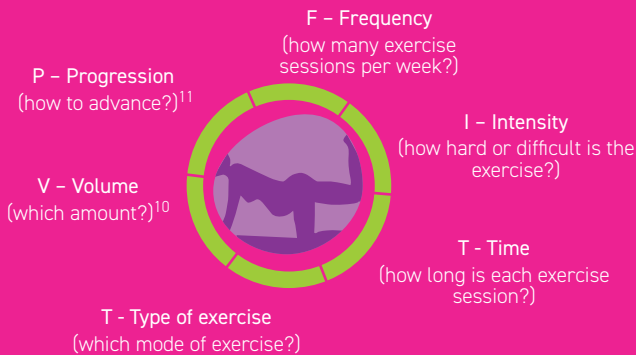 F – Frequency
(how many exercise
sessions per week?)
I – Intensity
(how hard or difficult is the
exercise?)
T - Time
(how long is each exercise
session?)
T - Type of exercise
(which mode of exercise?)
V – Volume
(which amount?)10
P – Progression
(how to advance?)11